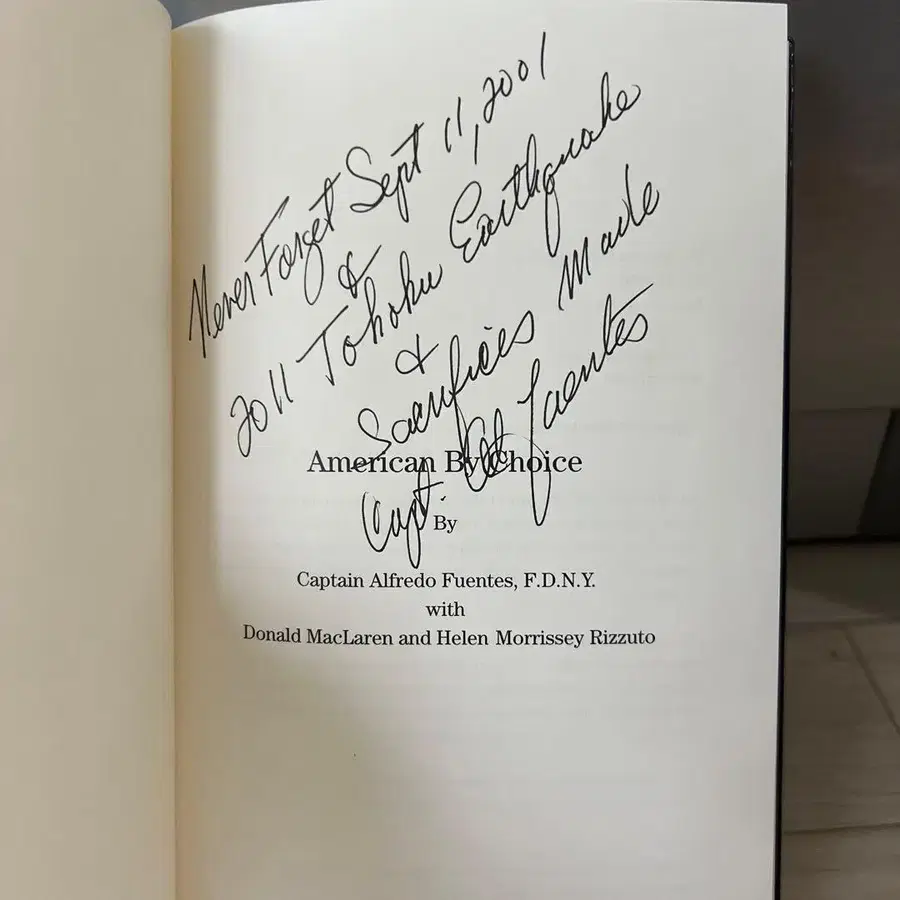 Never Forget Sept 11, 2001
&
2011 Tohoku Earthquake
&
Sacrifices Made
Capt. Al Fuentes
American By Choice
By
Captain Alfredo Fuentes, F.D.N.Y.
with
Donald MacLaren and Helen Morrissey Rizzuto